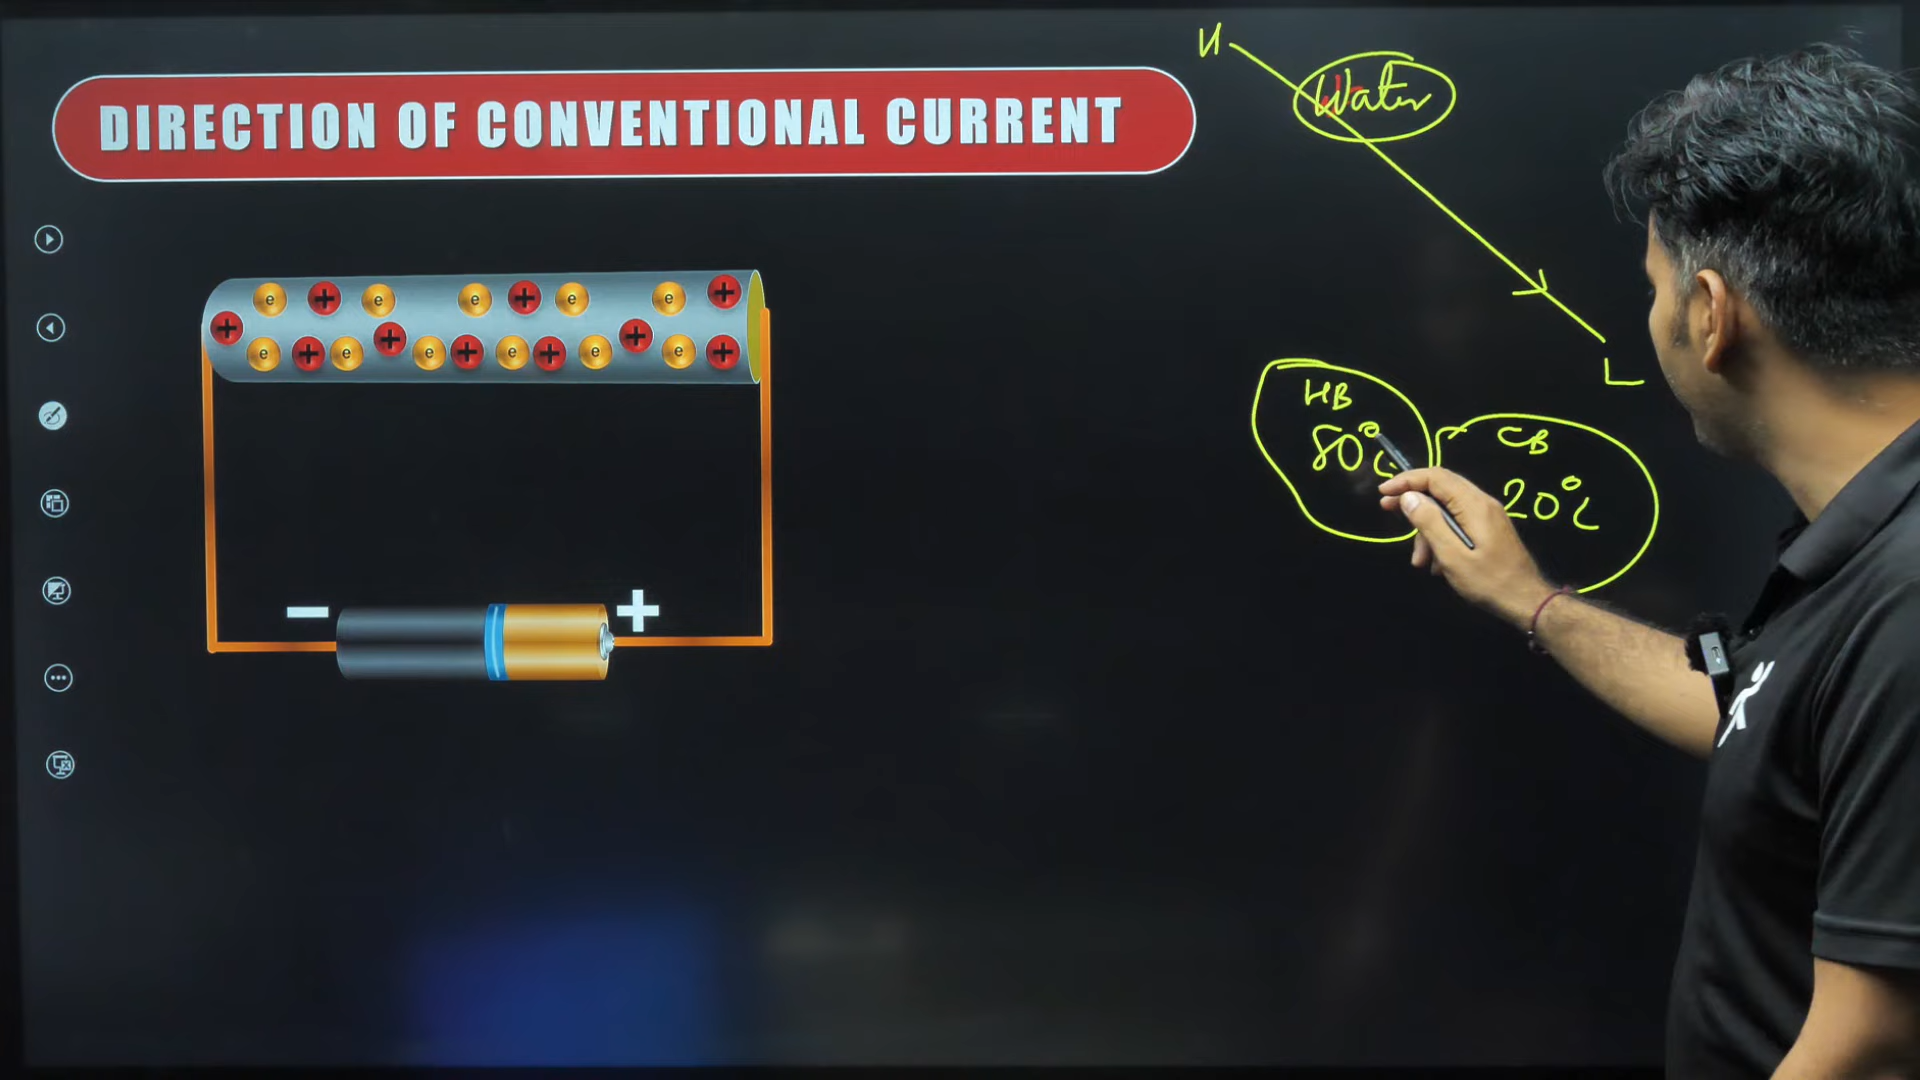 DIRECTION OF CONVENTIONAL CURRENT
H
Water
L
HB
80°C
CB
20°C
e + e e + e e +
+ e + e + e + e + e + e +
− +